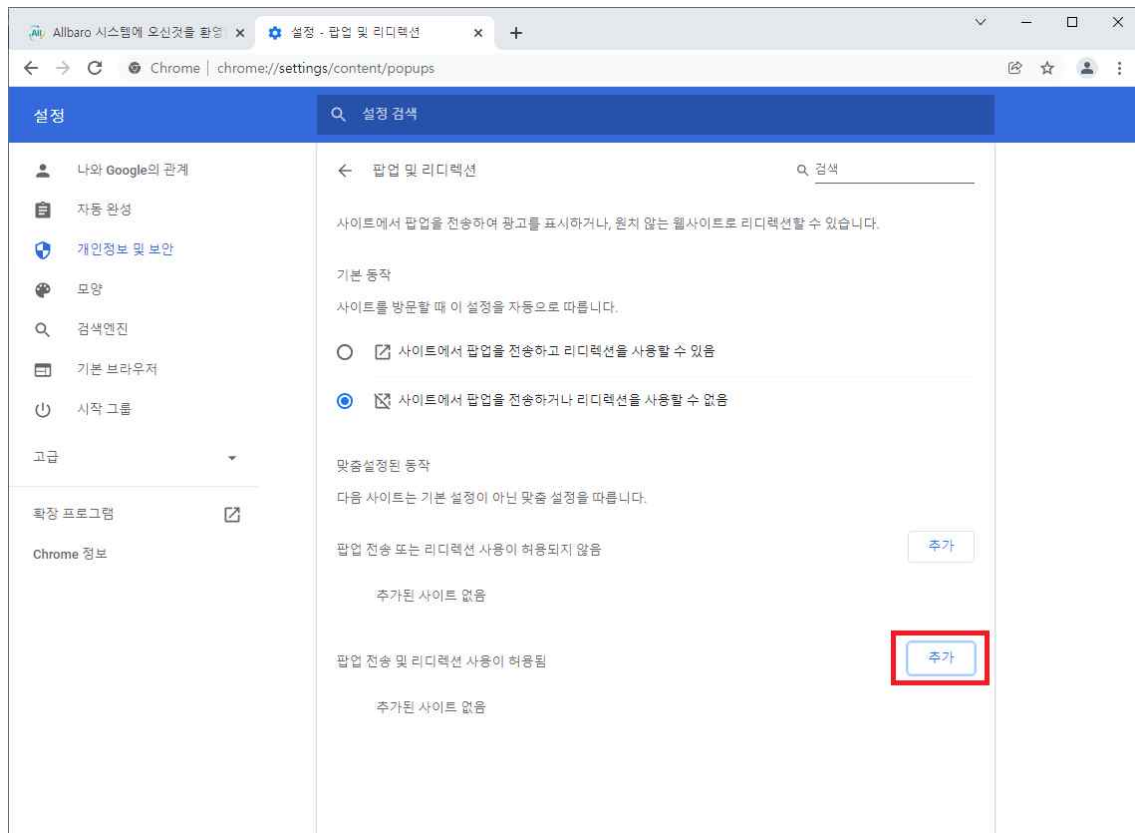 Allbaro 시스템에 오신것을 환영
설정 - 팝업 및 리디렉션
Chrome | chrome://settings/content/popups
설정
설정 검색
나와 Google의 관계
자동 완성
개인정보 및 보안
모양
검색엔진
기본 브라우저
시작 그룹
고급
확장 프로그램
Chrome 정보
팝업 및 리디렉션
검색
사이트에서 팝업을 전송하여 광고를 표시하거나, 원치 않는 웹사이트로 리디렉션할 수 있습니다.
기본 동작
사이트를 방문할 때 이 설정을 자동으로 따릅니다.
사이트에서 팝업을 전송하고 리디렉션을 사용할 수 있음
사이트에서 팝업을 전송하거나 리디렉션을 사용할 수 없음
맞춤설정된 동작
다음 사이트는 기본 설정이 아닌 맞춤 설정을 따릅니다.
팝업 전송 또는 리디렉션 사용이 허용되지 않음
추가
추가된 사이트 없음
팝업 전송 및 리디렉션 사용이 허용됨
추가
추가된 사이트 없음